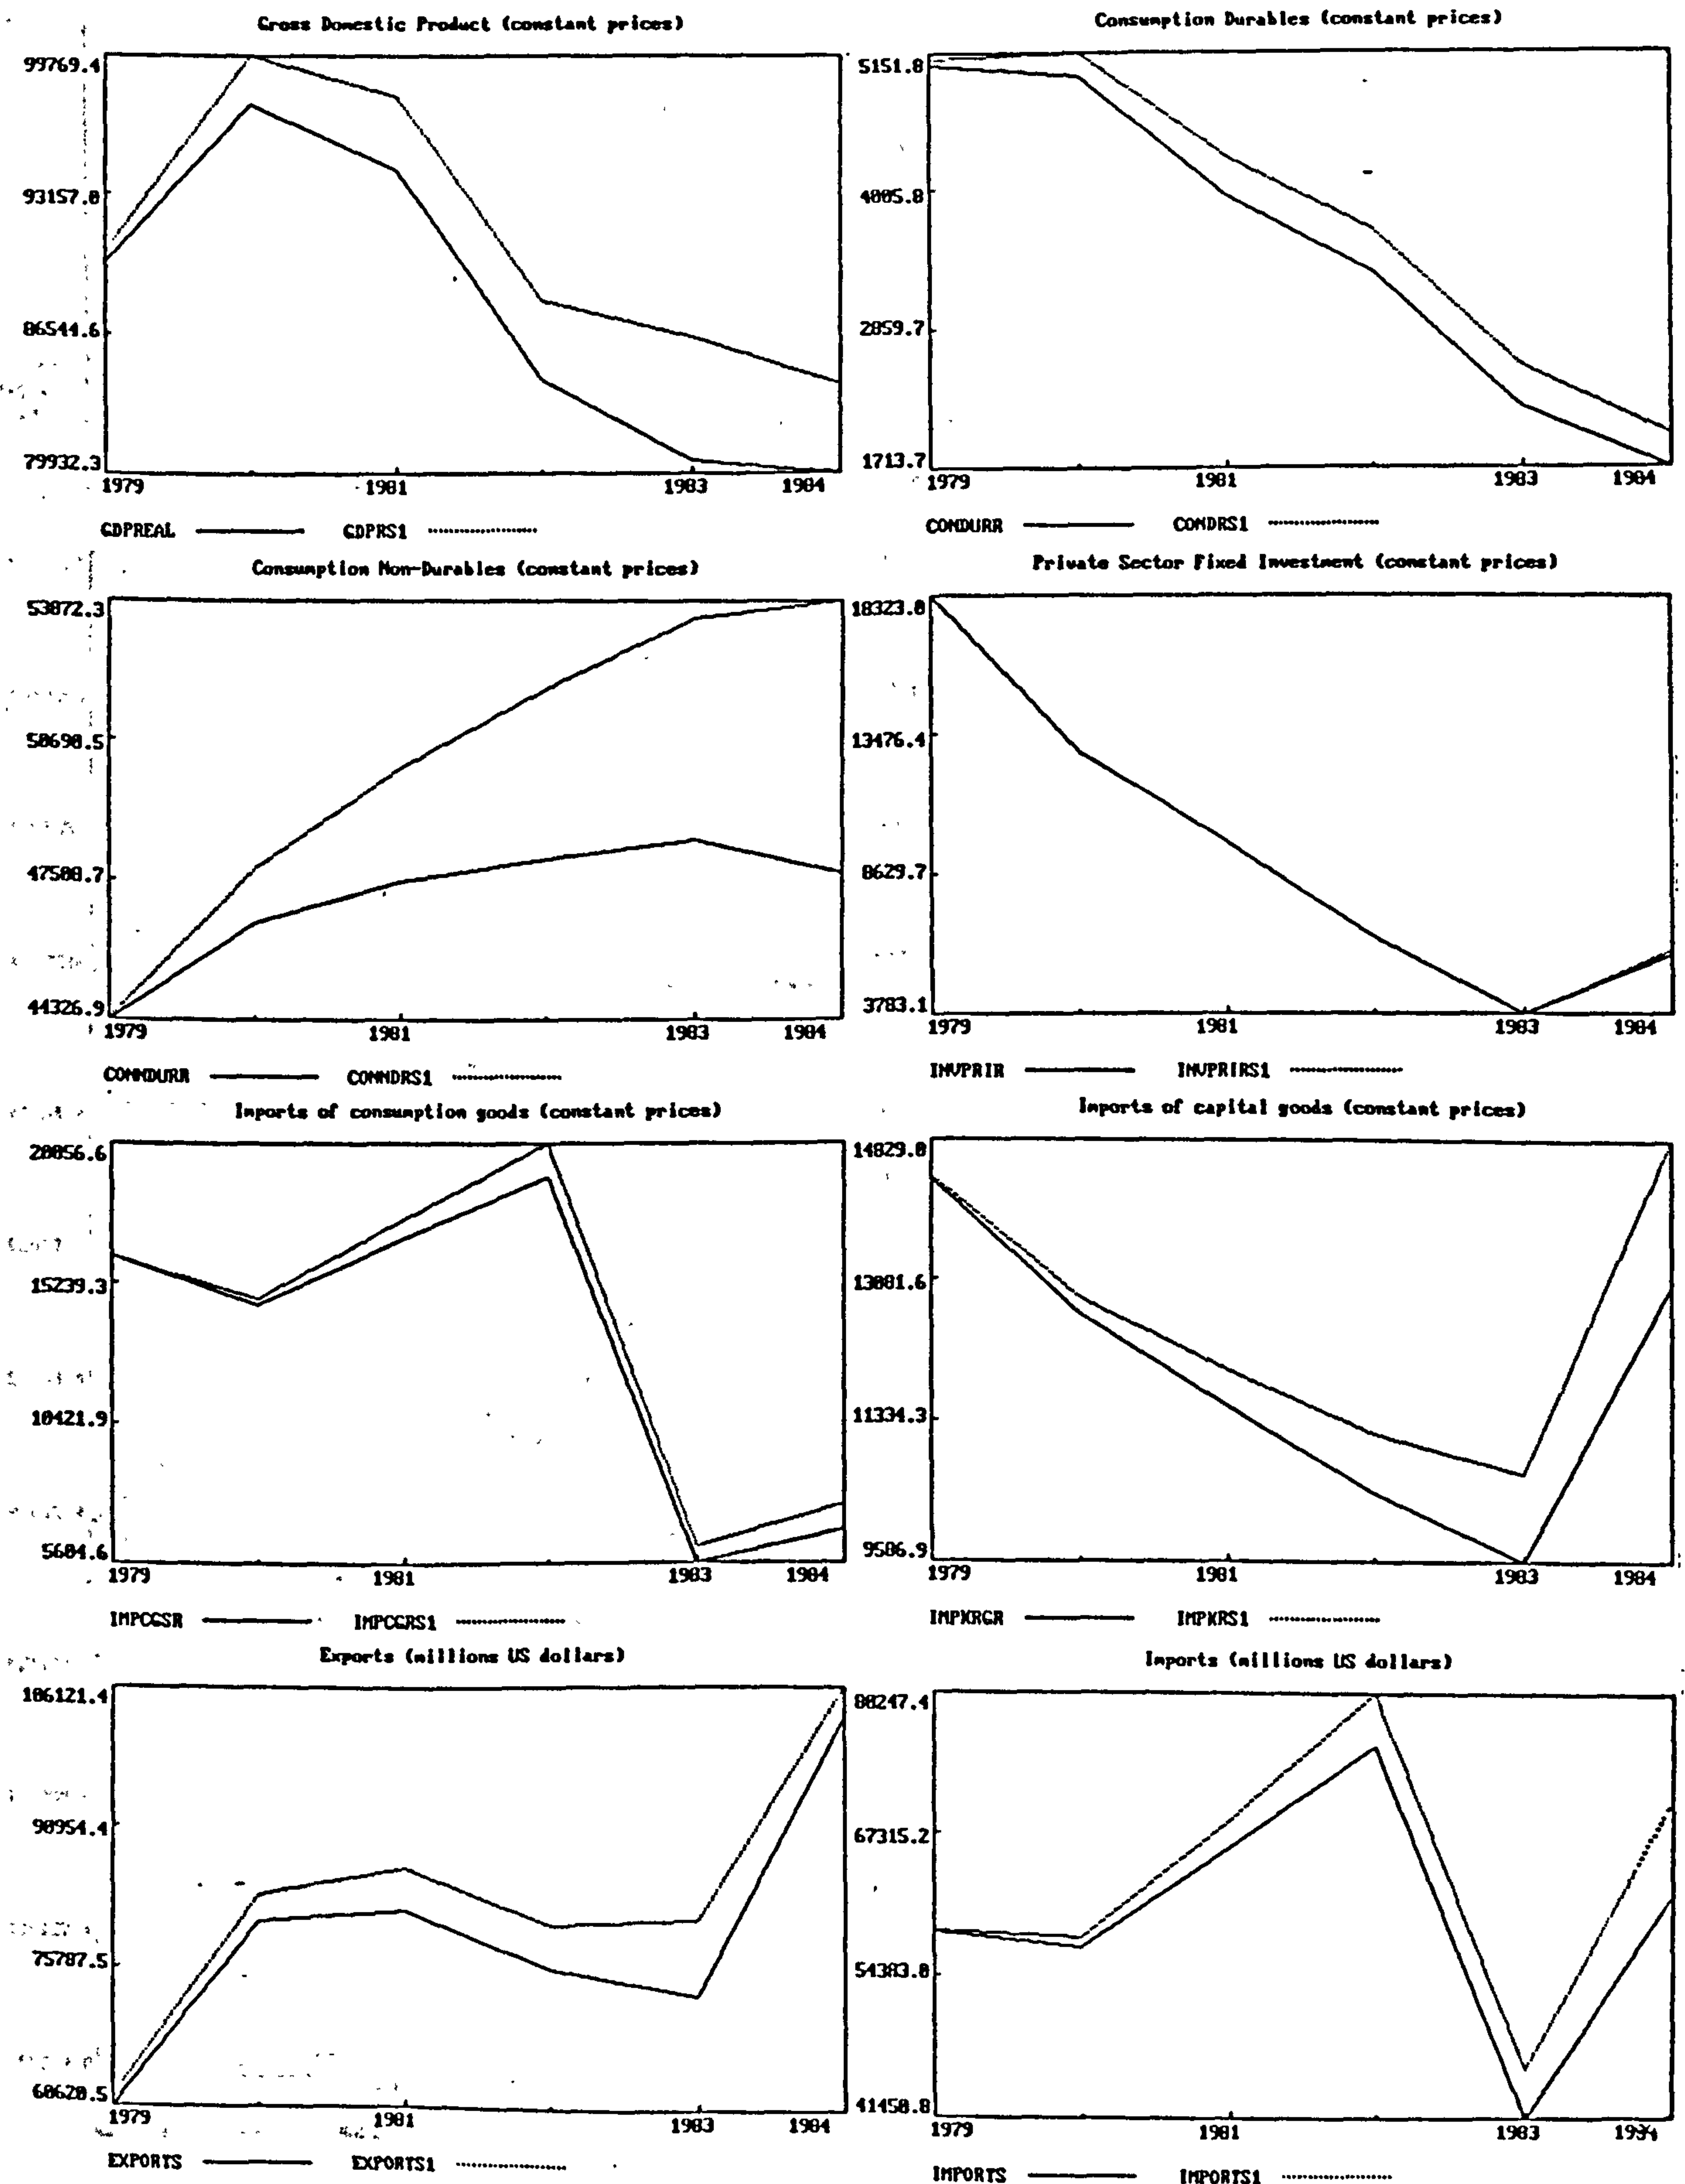 Gross Domestic Product (constant prices)
99769.4
93157.0
86544.6
79932.3
1979 1981 1983 1984
GDPREAL GDPRS1
Consumption Durables (constant prices)
5151.8
4005.8
2859.7
1713.7
1979 1981 1983 1984
CONDURR CONDRS1
Consumption Non-Durables (constant prices)
53872.3
50690.5
47508.7
44326.9
1979 1981 1983 1984
CONNDURR CONNDRS1
Private Sector Fixed Investment (constant prices)
18323.0
13476.4
8629.7
3783.1
1979 1981 1983 1984
INVPRIR INVPRIRS1
Imports of consumption goods (constant prices)
20056.6
15239.3
10421.9
5604.6
1979 1981 1983 1984
IMPCGSR IMPCGRS1
Imports of capital goods (constant prices)
14829.0
13081.6
11334.3
9586.9
1979 1981 1983 1984
IMPKRGR IMPKRS1
Exports (millions US dollars)
106121.4
90954.4
75787.5
60620.5
1979 1981 1983 1984
EXPORTS EXPORTS1
Imports (millions US dollars)
80247.4
67315.2
54383.0
41450.8
1979 1981 1983 1984
IMPORTS IMPORTS1